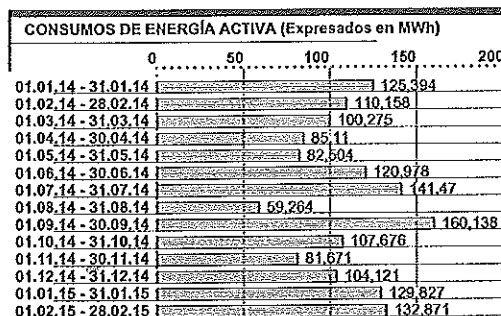 CONSUMOS DE ENERGÍA ACTIVA (Expresados en MWh)
0 50 100 150 200
01.01.14 - 31.01.14 125,394
01.02.14 - 28.02.14 110,158
01.03.14 - 31.03.14 100,275
01.04.14 - 30.04.14 85,11
01.05.14 - 31.05.14 82,604
01.06.14 - 30.06.14 120,978
01.07.14 - 31.07.14 141,47
01.08.14 - 31.08.14 59,264
01.09.14 - 30.09.14 160,138
01.10.14 - 31.10.14 107,676
01.11.14 - 30.11.14 81,671
01.12.14 - 31.12.14 104,121
01.01.15 - 31.01.15 129,827
01.02.15 - 28.02.15 132,871